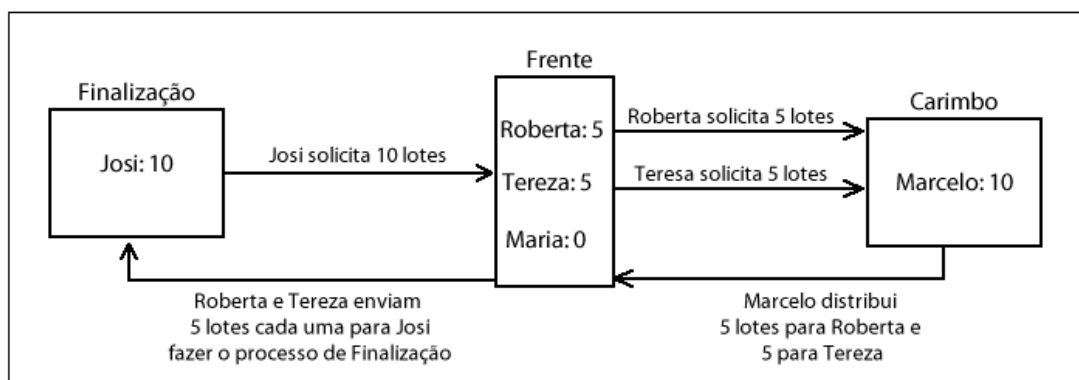 Finalização
Josi: 10
Josi solicita 10 lotes
Frente
Roberta: 5
Tereza: 5
Maria: 0
Roberta solicita 5 lotes
Teresa solicita 5 lotes
Carimbo
Marcelo: 10
Roberta e Tereza enviam
5 lotes cada uma para Josi
fazer o processo de Finalização
Marcelo distribui
5 lotes para Roberta e
5 para Tereza